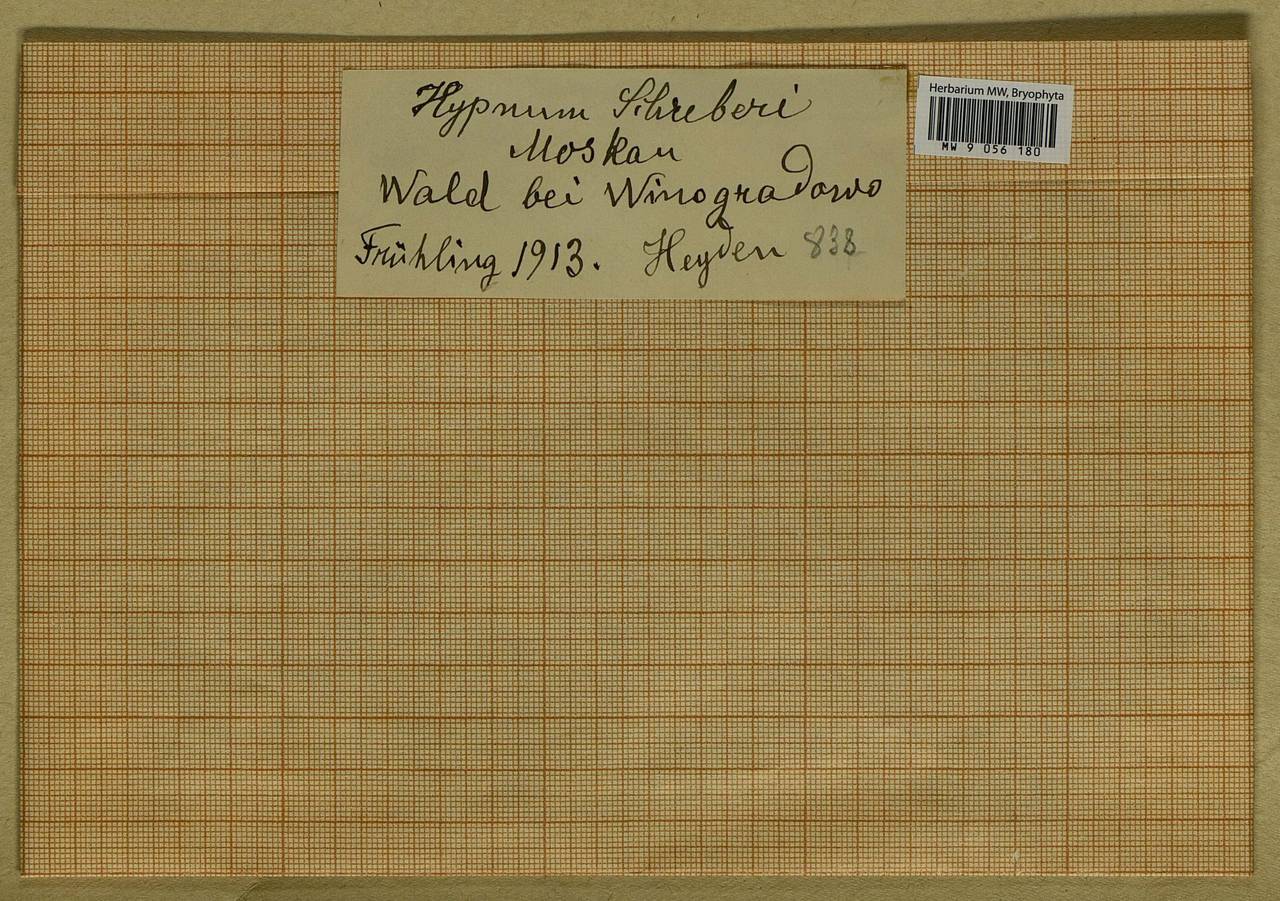 Hypnum Schreberi
Moskau
Wald bei Winogradowo
Frühling 1913. Heyden 838
Herbarium MW, Bryophyta
MW 9 056 180